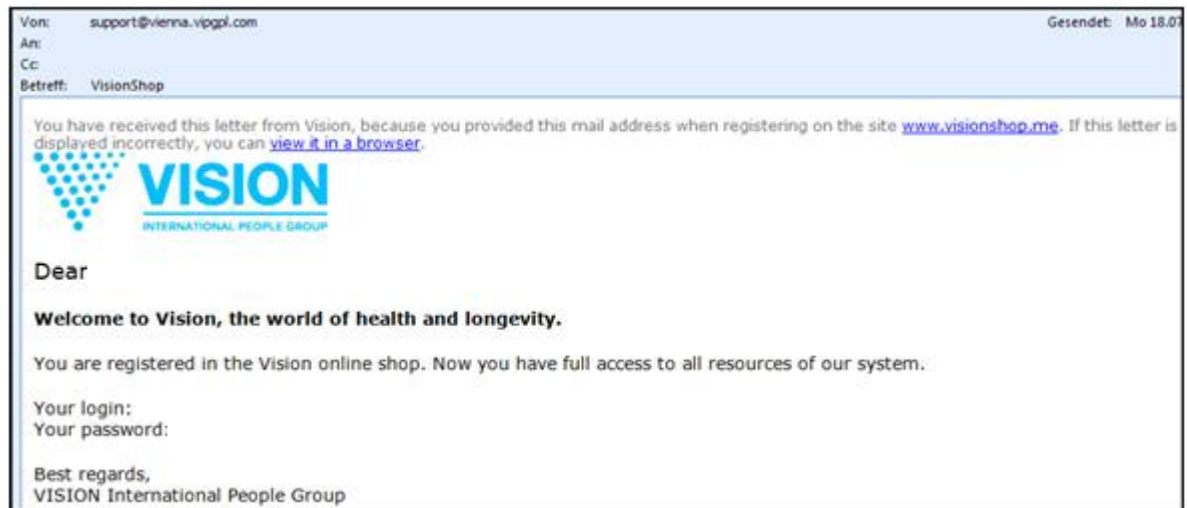 Von: support@vienna.vipgpl.com Gesendet: Mo 18.07
An:
Cc:
Betreff: VisionShop
You have received this letter from Vision, because you provided this mail address when registering on the site www.visionshop.me. If this letter is
displayed incorrectly, you can view it in a browser.
VISION
INTERNATIONAL PEOPLE GROUP
Dear
Welcome to Vision, the world of health and longevity.
You are registered in the Vision online shop. Now you have full access to all resources of our system.
Your login:
Your password:
Best regards,
VISION International People Group